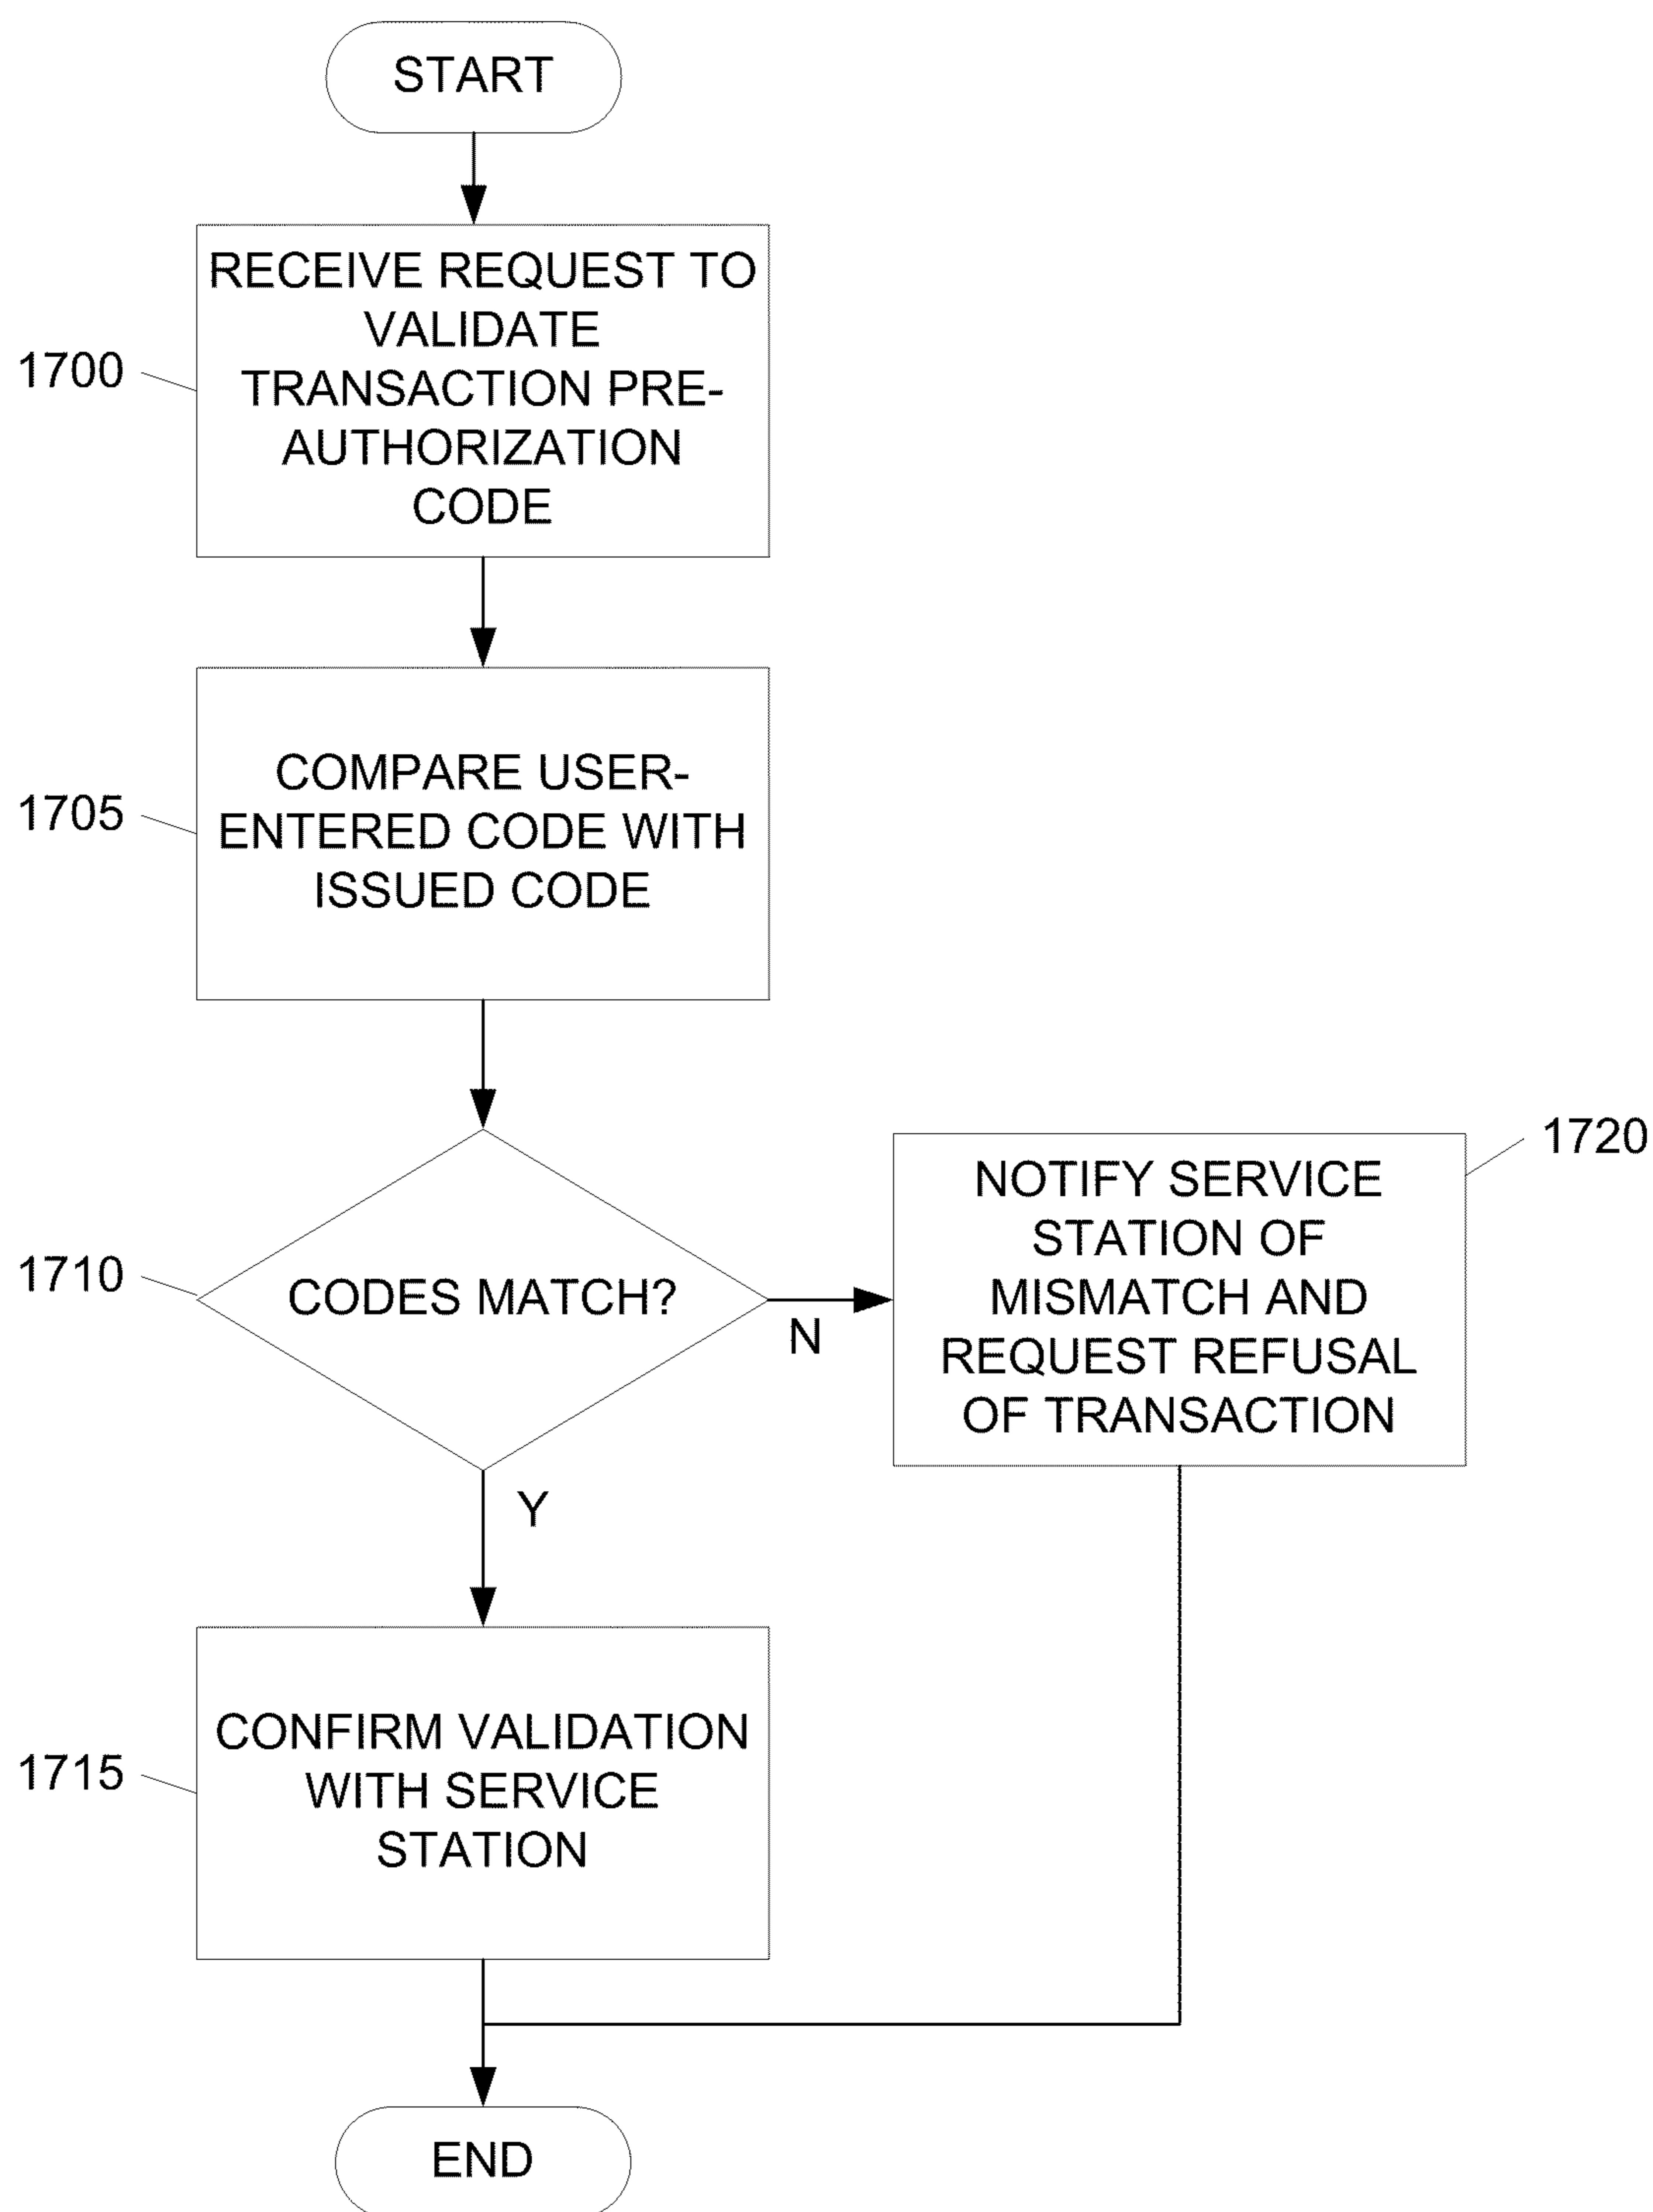 START
RECEIVE REQUEST TO
VALIDATE
TRANSACTION PRE-
AUTHORIZATION
CODE
1700
COMPARE USER-
ENTERED CODE WITH
ISSUED CODE
1705
CODES MATCH?
1710
N
NOTIFY SERVICE
STATION OF
MISMATCH AND
REQUEST REFUSAL
OF TRANSACTION
1720
Y
CONFIRM VALIDATION
WITH SERVICE
STATION
1715
END